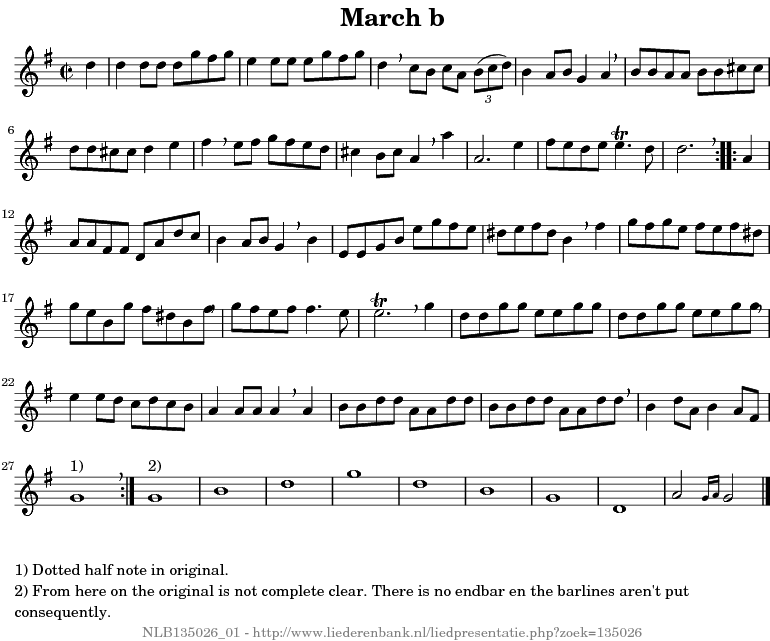 March b
3
6
12
17
22
27
1)
2)
1) Dotted half note in original.
2) From here on the original is not complete clear. There is no endbar en the barlines aren't put
consequently.
NLB135026_01 - http://www.liederenbank.nl/liedpresentatie.php?zoek=135026